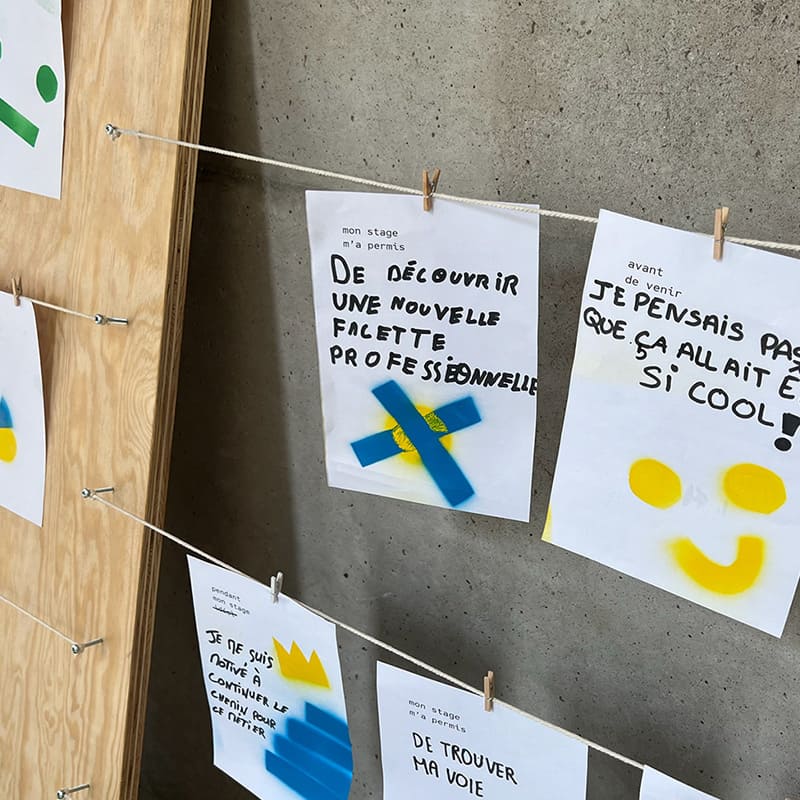 mon stage
m'a permis
DE DÉCOUVRIR
UNE NOUVELLE
FACETTE
PROFESSIONNELLE
avant
de venir
JE PENSAIS PAS
QUE ÇA ALLAIT Ê
SI COOL!
pendant
mon stage
JE ME SUIS
MOTIVÉ À
CONTINUER LE
CHEMIN POUR
CE METIER
mon stage
m'a permis
DE TROUVER
MA VOIE